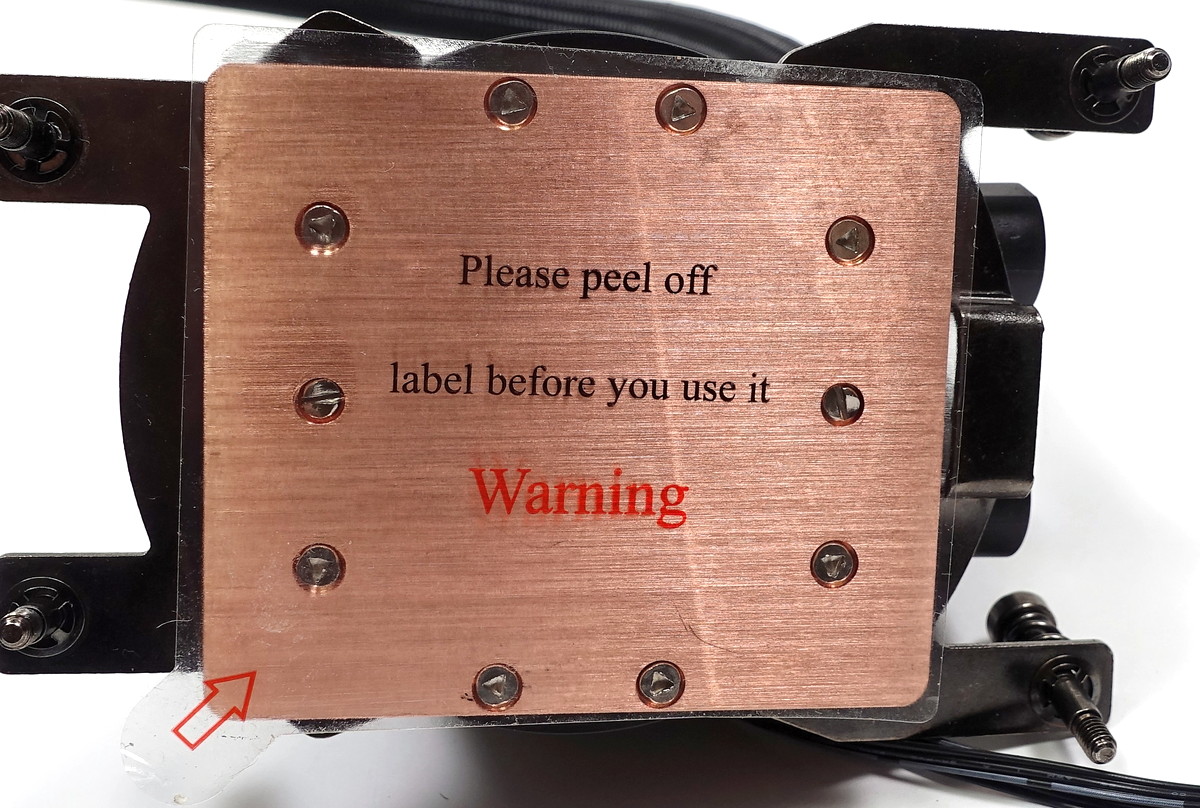 Please peel off
label before you use it
Warning